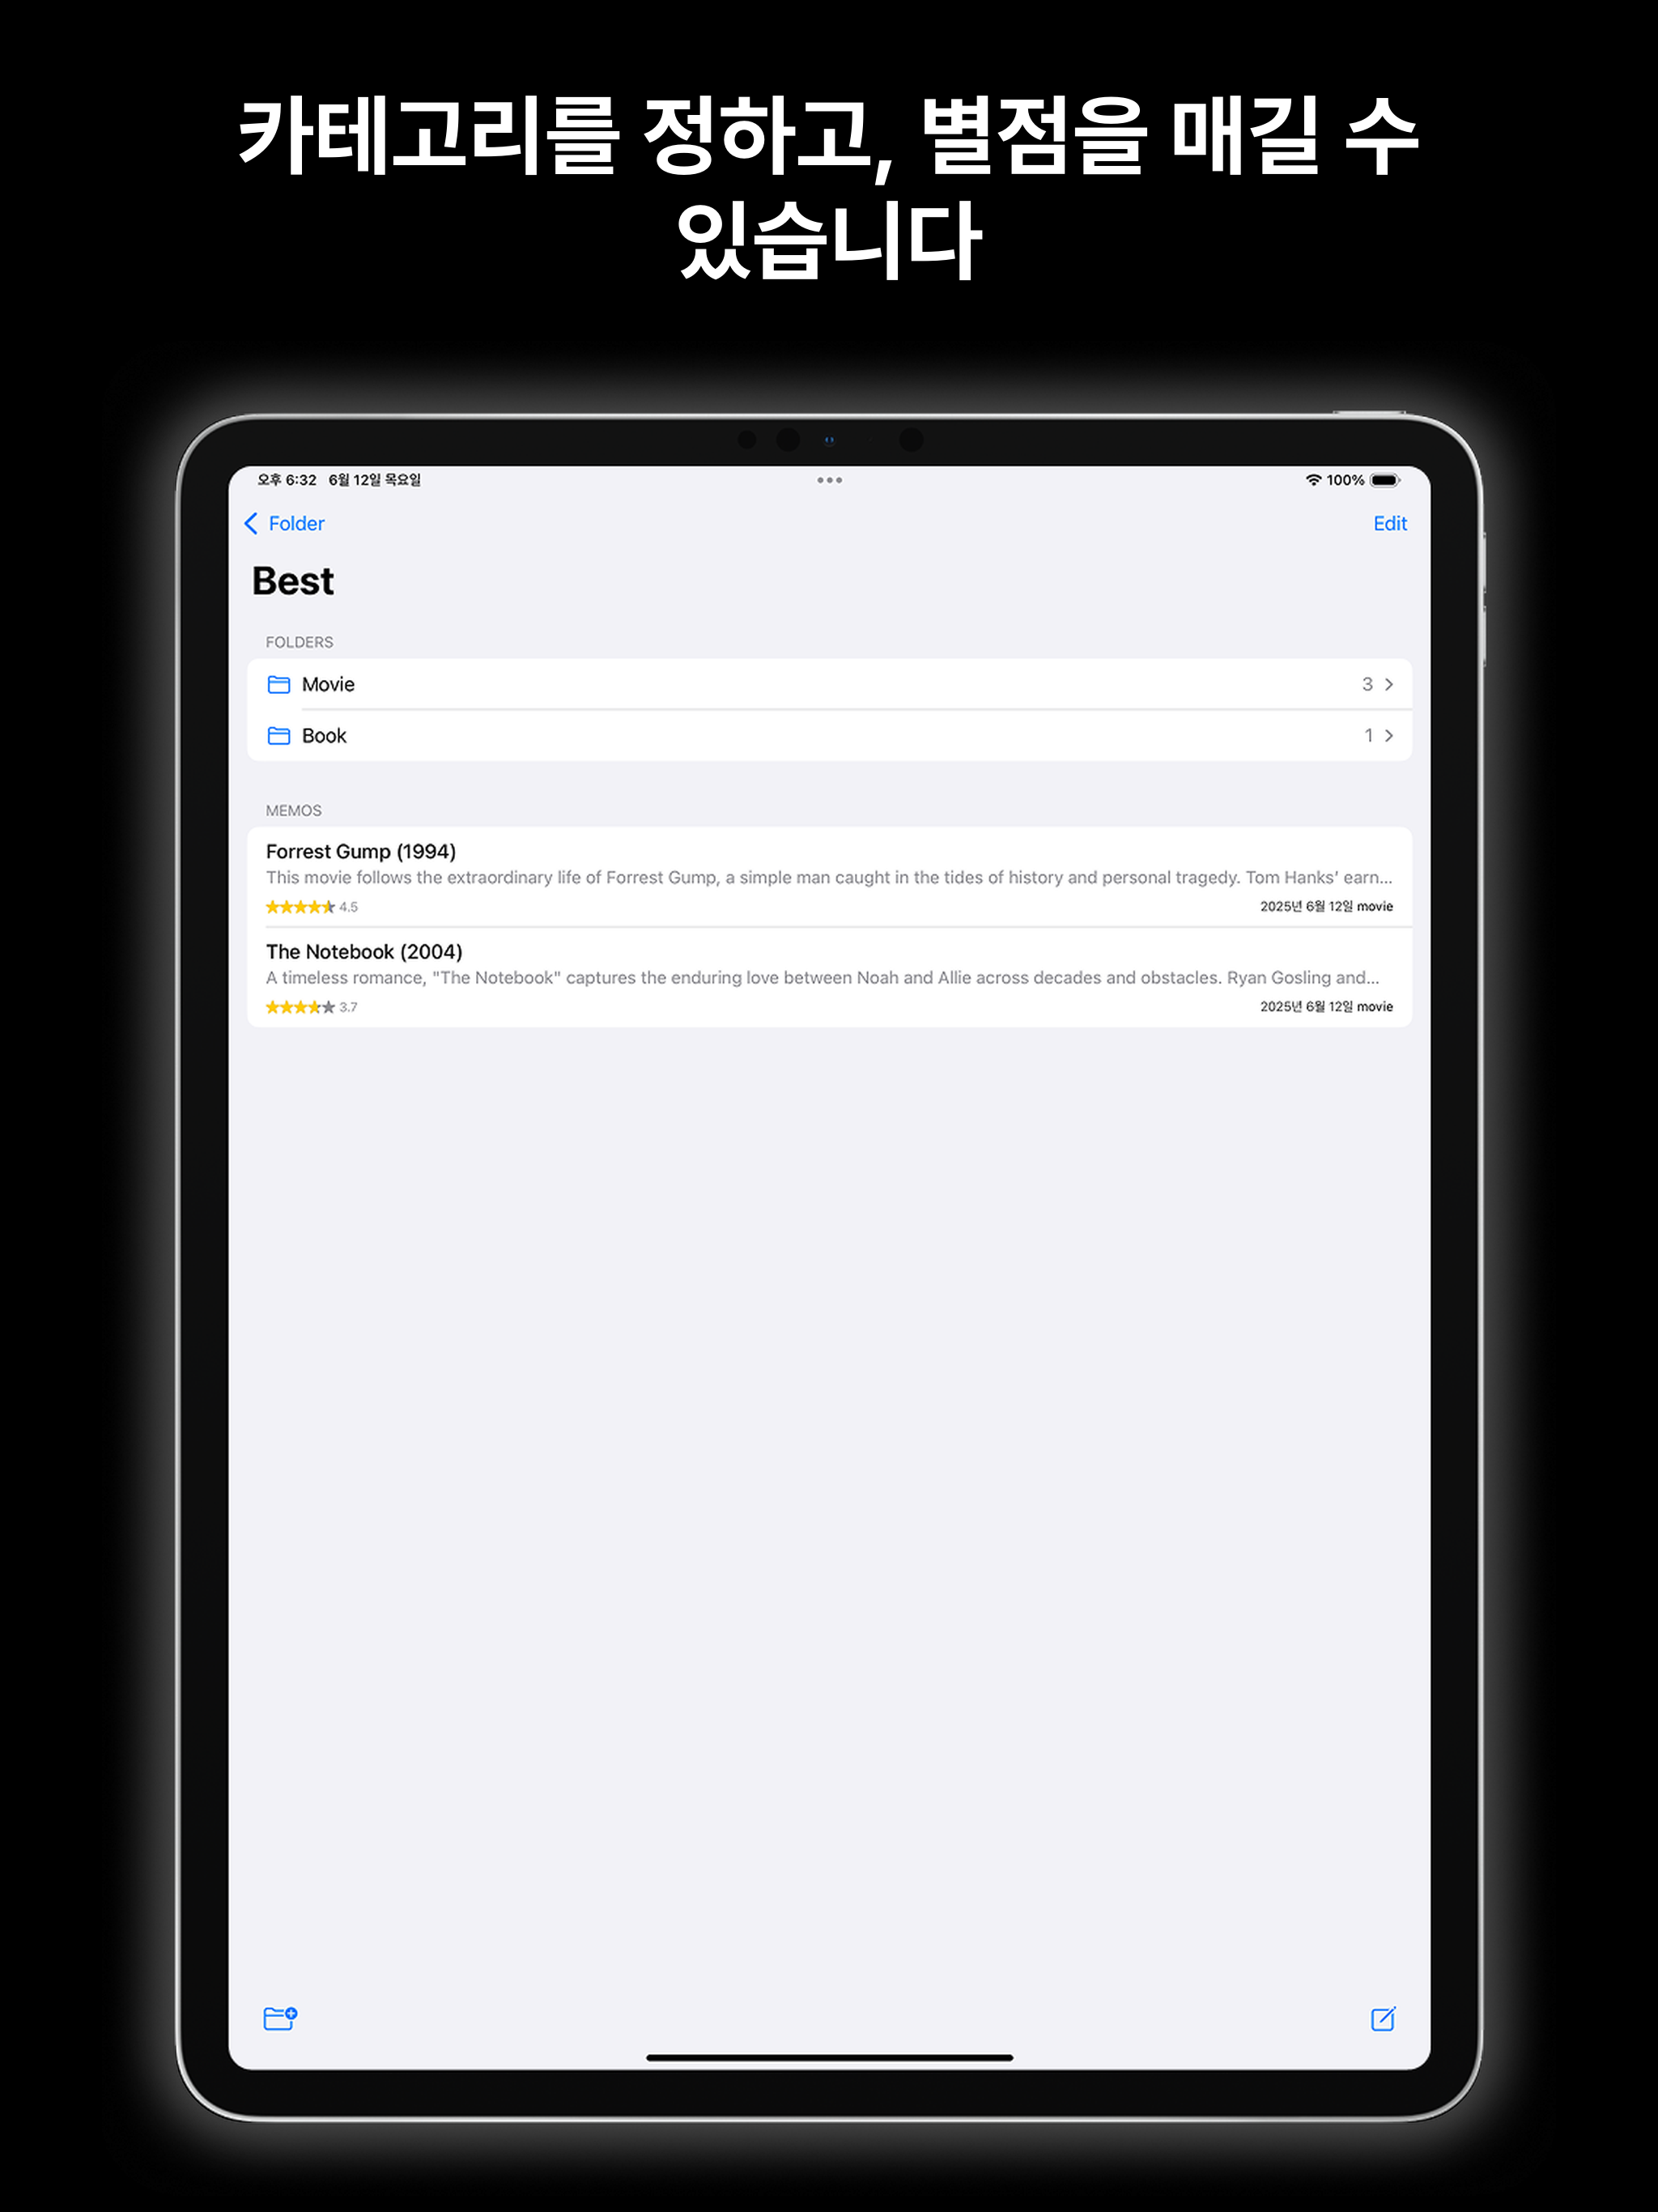 카테고리를 정하고, 별점을 매길 수
있습니다
오후 6:32 6월 12일 목요일
100%
Folder
Edit
Best
FOLDERS
Movie 3
Book 1
MEMOS
Forrest Gump (1994)
This movie follows the extraordinary life of Forrest Gump, a simple man caught in the tides of history and personal tragedy. Tom Hanks’ earn...
4.5
2025년 6월 12일 movie
The Notebook (2004)
A timeless romance, "The Notebook" captures the enduring love between Noah and Allie across decades and obstacles. Ryan Gosling and...
3.7
2025년 6월 12일 movie